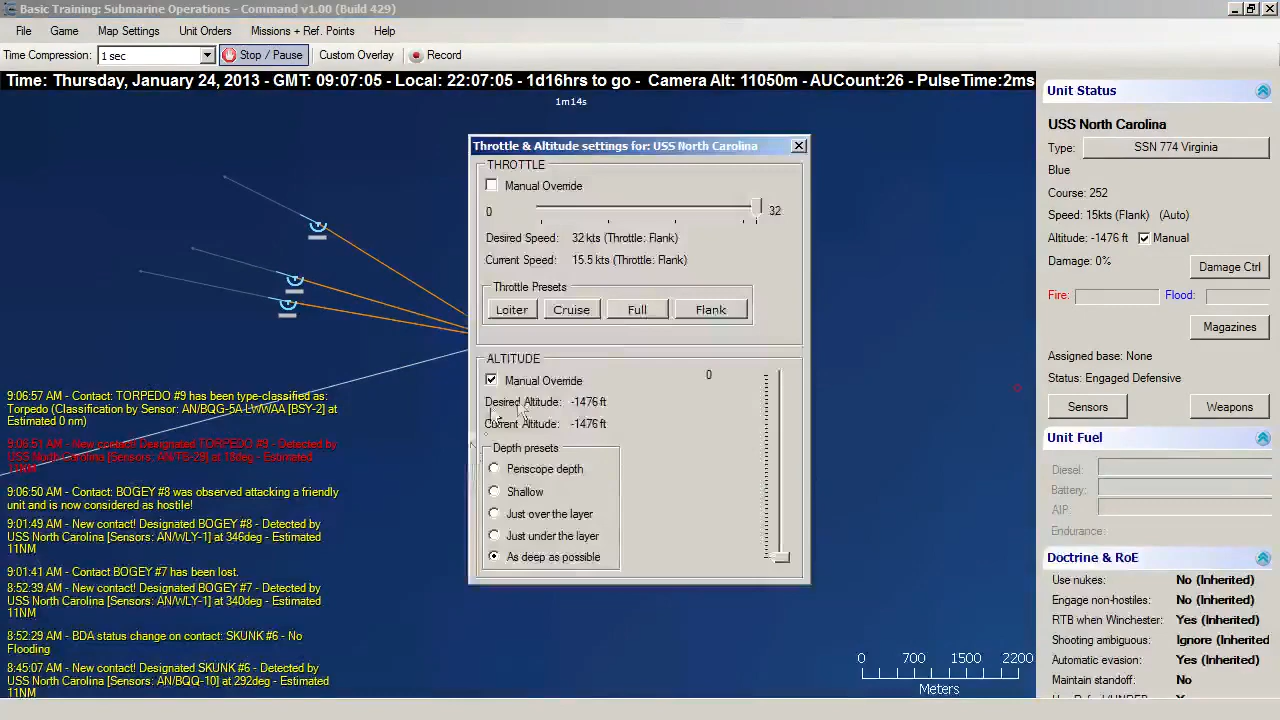 Basic Training: Submarine Operations - Command v1.00 (Build 429)
File Game Map Settings Unit Orders Missions + Ref. Points Help
Time Compression: 1 sec Stop / Pause Custom Overlay Record
Time: Thursday, January 24, 2013 - GMT: 09:07:05 - Local: 22:07:05 - 1d16hrs to go - Camera Alt: 11050m - AUCount:26 - PulseTime:2ms
1m14s
Throttle & Altitude settings for: USS North Carolina
THROTTLE
Manual Override
0 32
Desired Speed: 32 kts (Throttle: Flank)
Current Speed: 15.5 kts (Throttle: Flank)
Throttle Presets
Loiter Cruise Full Flank
ALTITUDE
Manual Override
0
Desired Altitude: -1476 ft
Current Altitude: -1476 ft
Depth presets
Periscope depth
Shallow
Just over the layer
Just under the layer
As deep as possible
9:06:57 AM - Contact: TORPEDO #9 has been type-classified as:
Torpedo (Classification by Sensor: AN/BQG-5A LWWAA [BSY-2] at
Estimated 0 nm)
9:06:51 AM - New contact! Designated TORPEDO #9 - Detected by
USS North Carolina [Sensors: AN/TS-29] at 18deg - Estimated
11NM
9:06:50 AM - Contact: BOGEY #8 was observed attacking a friendly
unit and is now considered as hostile!
9:01:49 AM - New contact! Designated BOGEY #8 - Detected by
USS North Carolina [Sensors: AN/WLY-1] at 346deg - Estimated
11NM
9:01:41 AM - Contact: BOGEY #7 has been lost.
8:52:39 AM - New contact! Designated BOGEY #7 - Detected by
USS North Carolina [Sensors: AN/WLY-1] at 340deg - Estimated
11NM
8:52:29 AM - BDA status change on contact: SKUNK #6 - No
Flooding
8:45:07 AM - New contact! Designated SKUNK #6 - Detected by
USS North Carolina [Sensors: AN/BQQ-10] at 292deg - Estimated
11NM
0 700 1500 2200
Meters
Unit Status
USS North Carolina
Type: SSN 774 Virginia
Blue
Course: 252
Speed: 15kts (Flank) (Auto)
Altitude: -1476 ft Manual
Damage: 0% Damage Ctrl
Fire: Flood:
Magazines
Assigned base: None
Status: Engaged Defensive
Sensors Weapons
Unit Fuel
Diesel:
Battery:
AIP:
Endurance:
Doctrine & RoE
Use nukes: No (Inherited)
Engage non-hostiles: No (Inherited)
RTB when Winchester: Yes (Inherited)
Shooting ambiguous: Ignore (Inherited
Automatic evasion: Yes (Inherited)
Maintain standoff: No